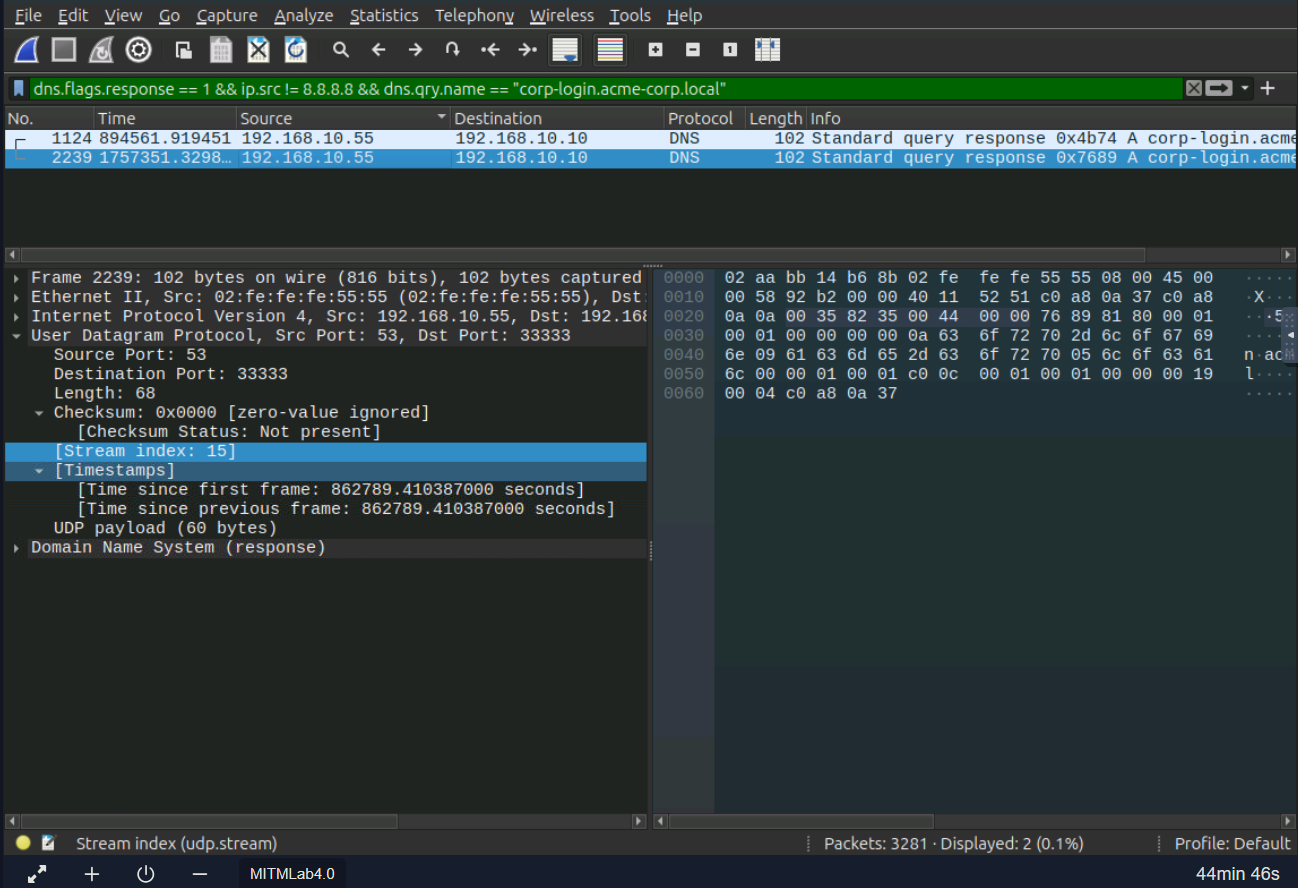 File Edit View Go Capture Analyze Statistics Telephony Wireless Tools Help
dns.flags.response == 1 && ip.src != 8.8.8.8 && dns.qry.name == "corp-login.acme-corp.local"
No. Time Source Destination Protocol Length Info
1124 894561.919451 192.168.10.55 192.168.10.10 DNS 102 Standard query response 0x4b74 A corp-login.acme
2239 1757351.3298… 192.168.10.55 192.168.10.10 DNS 102 Standard query response 0x7689 A corp-login.acme
Frame 2239: 102 bytes on wire (816 bits), 102 bytes captured
Ethernet II, Src: 02:fe:fe:fe:55:55 (02:fe:fe:fe:55:55), Dst:
Internet Protocol Version 4, Src: 192.168.10.55, Dst: 192.168
User Datagram Protocol, Src Port: 53, Dst Port: 33333
Source Port: 53
Destination Port: 33333
Length: 68
Checksum: 0x0000 [zero-value ignored]
[Checksum Status: Not present]
[Stream index: 15]
[Timestamps]
[Time since first frame: 862789.410387000 seconds]
[Time since previous frame: 862789.410387000 seconds]
UDP payload (60 bytes)
Domain Name System (response)
0000 02 aa bb 14 b6 8b 02 fe fe fe 55 55 08 00 45 00 ·····
0010 00 58 92 b2 00 00 40 11 52 51 c0 a8 0a 37 c0 a8 ·X···
0020 0a 0a 00 35 82 35 00 44 00 00 76 89 81 80 00 01 ···5
0030 00 01 00 00 00 00 0a 63 6f 72 70 2d 6c 6f 67 69 ·····
0040 6e 09 61 63 6d 65 2d 63 6f 72 70 05 6c 6f 63 61 n·ac
0050 6c 00 00 01 00 01 c0 0c 00 01 00 01 00 00 00 19 l····
0060 00 04 c0 a8 0a 37 ·····
Stream index (udp.stream)
Packets: 3281 · Displayed: 2 (0.1%)
Profile: Default
MITMLab4.0
44min 46s